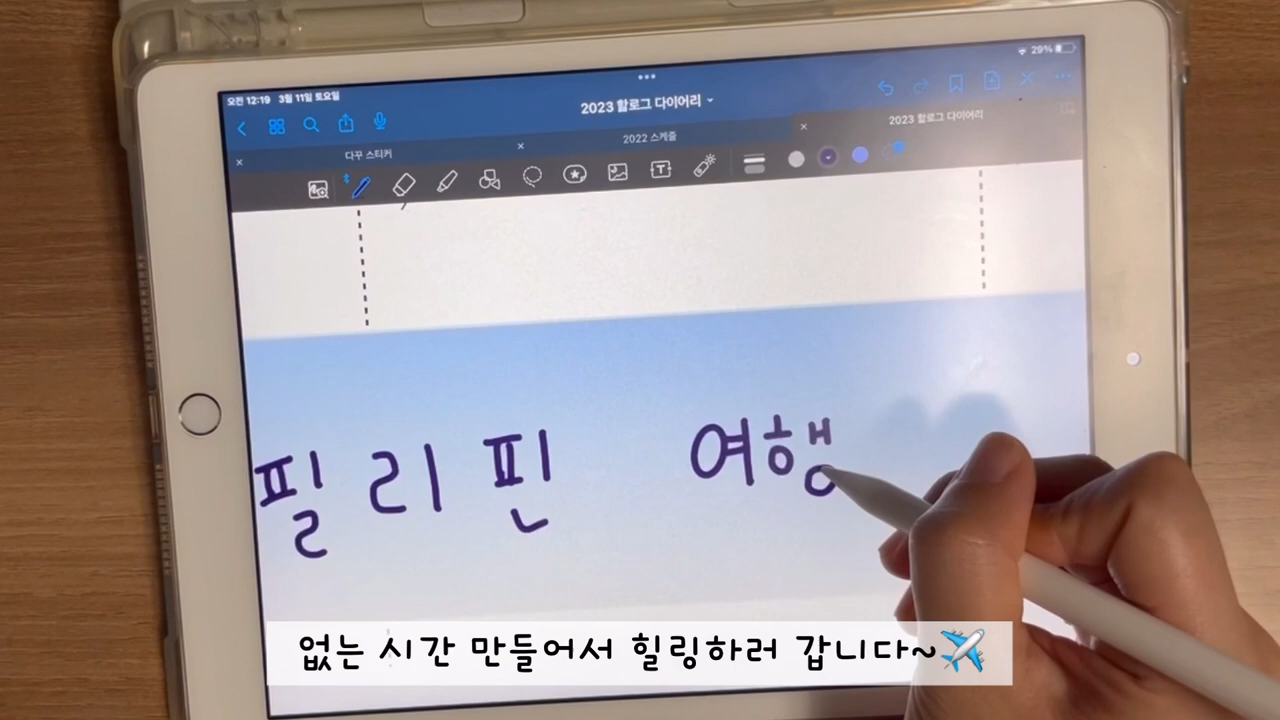 오전 12:19 3월 11일 토요일
29%
2023 할로그 다이어리
다꾸 스티커
2022 스케줄
2023 할로그 다이어리
필리핀 여행
없는 시간 만들어서 힐링하러 갑니다~✈️